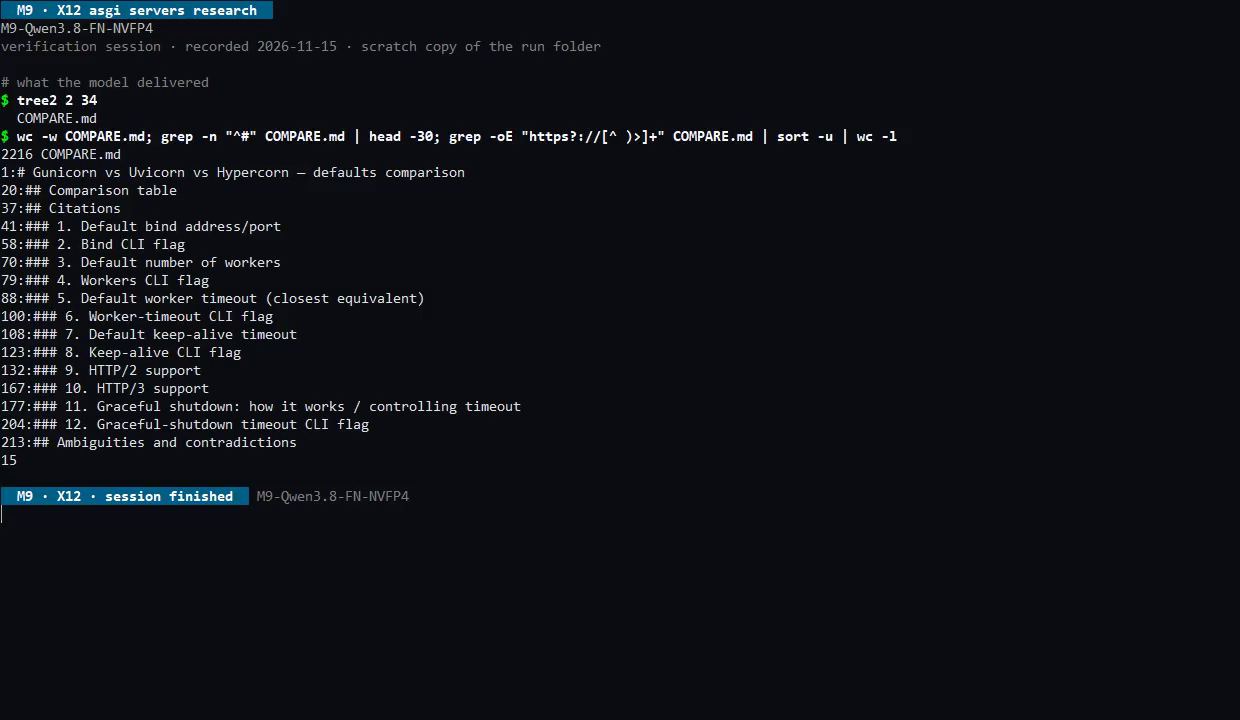 M9 · X12 asgi servers research
M9-Qwen3.8-FN-NVFP4
verification session · recorded 2026-11-15 · scratch copy of the run folder
# what the model delivered
$ tree2 2 34
COMPARE.md
$ wc -w COMPARE.md; grep -n "^#" COMPARE.md | head -30; grep -oE "https?://[^ )>]+" COMPARE.md | sort -u | wc -l
2216 COMPARE.md
1:# Gunicorn vs Uvicorn vs Hypercorn — defaults comparison
20:## Comparison table
37:## Citations
41:### 1. Default bind address/port
58:### 2. Bind CLI flag
70:### 3. Default number of workers
79:### 4. Workers CLI flag
88:### 5. Default worker timeout (closest equivalent)
100:### 6. Worker-timeout CLI flag
108:### 7. Default keep-alive timeout
123:### 8. Keep-alive CLI flag
132:### 9. HTTP/2 support
167:### 10. HTTP/3 support
177:### 11. Graceful shutdown: how it works / controlling timeout
204:### 12. Graceful-shutdown timeout CLI flag
213:## Ambiguities and contradictions
15
M9 · X12 · session finished M9-Qwen3.8-FN-NVFP4